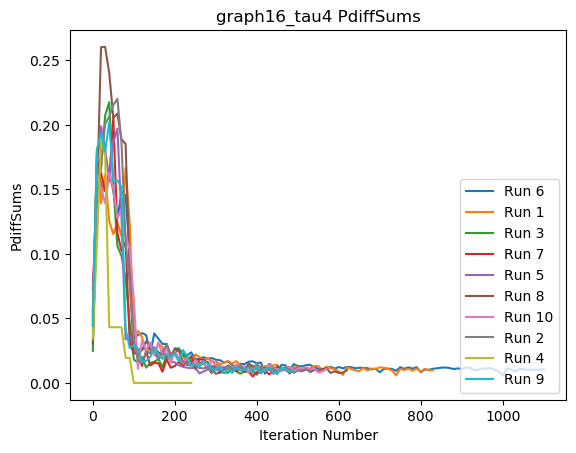 graph16_tau4 PdiffSums
0.25
0.20
0.15
0.10
0.05
0.00
PdiffSums
Run 6
Run 1
Run 3
Run 7
Run 5
Run 8
Run 10
Run 2
Run 4
Run 9
0 200 400 600 800 1000
Iteration Number